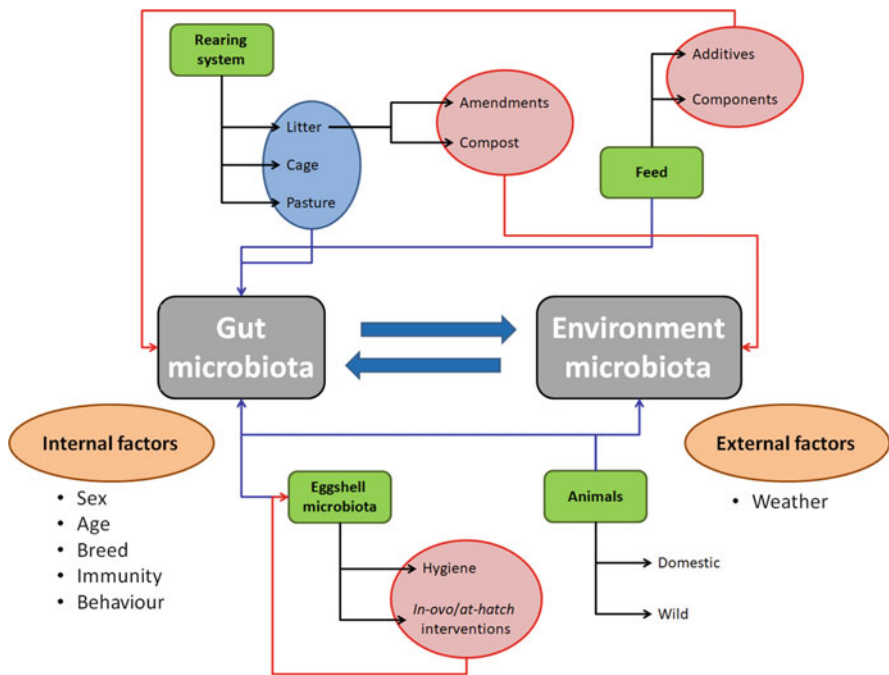 Rearing
system
Litter
Cage
Pasture
Amendments
Compost
Additives
Components
Feed
Gut
microbiota
Environment
microbiota
Internal factors
• Sex
• Age
• Breed
• Immunity
• Behaviour
Eggshell
microbiota
Hygiene
In-ovo/at-hatch
interventions
Animals
Domestic
Wild
External factors
• Weather